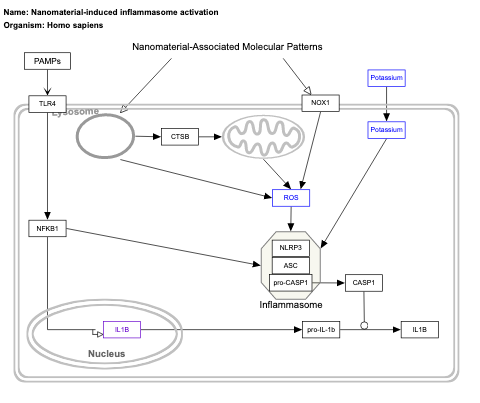 Name: Nanomaterial-induced inflammasome activation
Organism: Homo sapiens
Nanomaterial-Associated Molecular Patterns
PAMPs
Potassium
TLR4
Lysosome
NOX1
Potassium
CTSB
ROS
NFKB1
NLRP3
ASC
pro-CASP1
CASP1
Inflammasome
IL1B
pro-IL-1b
IL1B
Nucleus